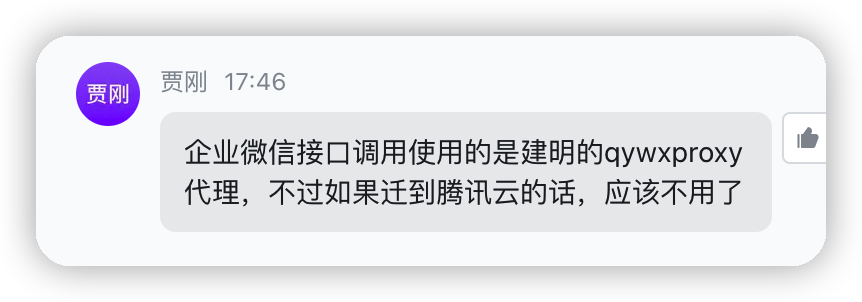 贾刚
贾刚 17:46
企业微信接口调用使用的是建明的qywxproxy
代理，不过如果迁到腾讯云的话，应该不用了